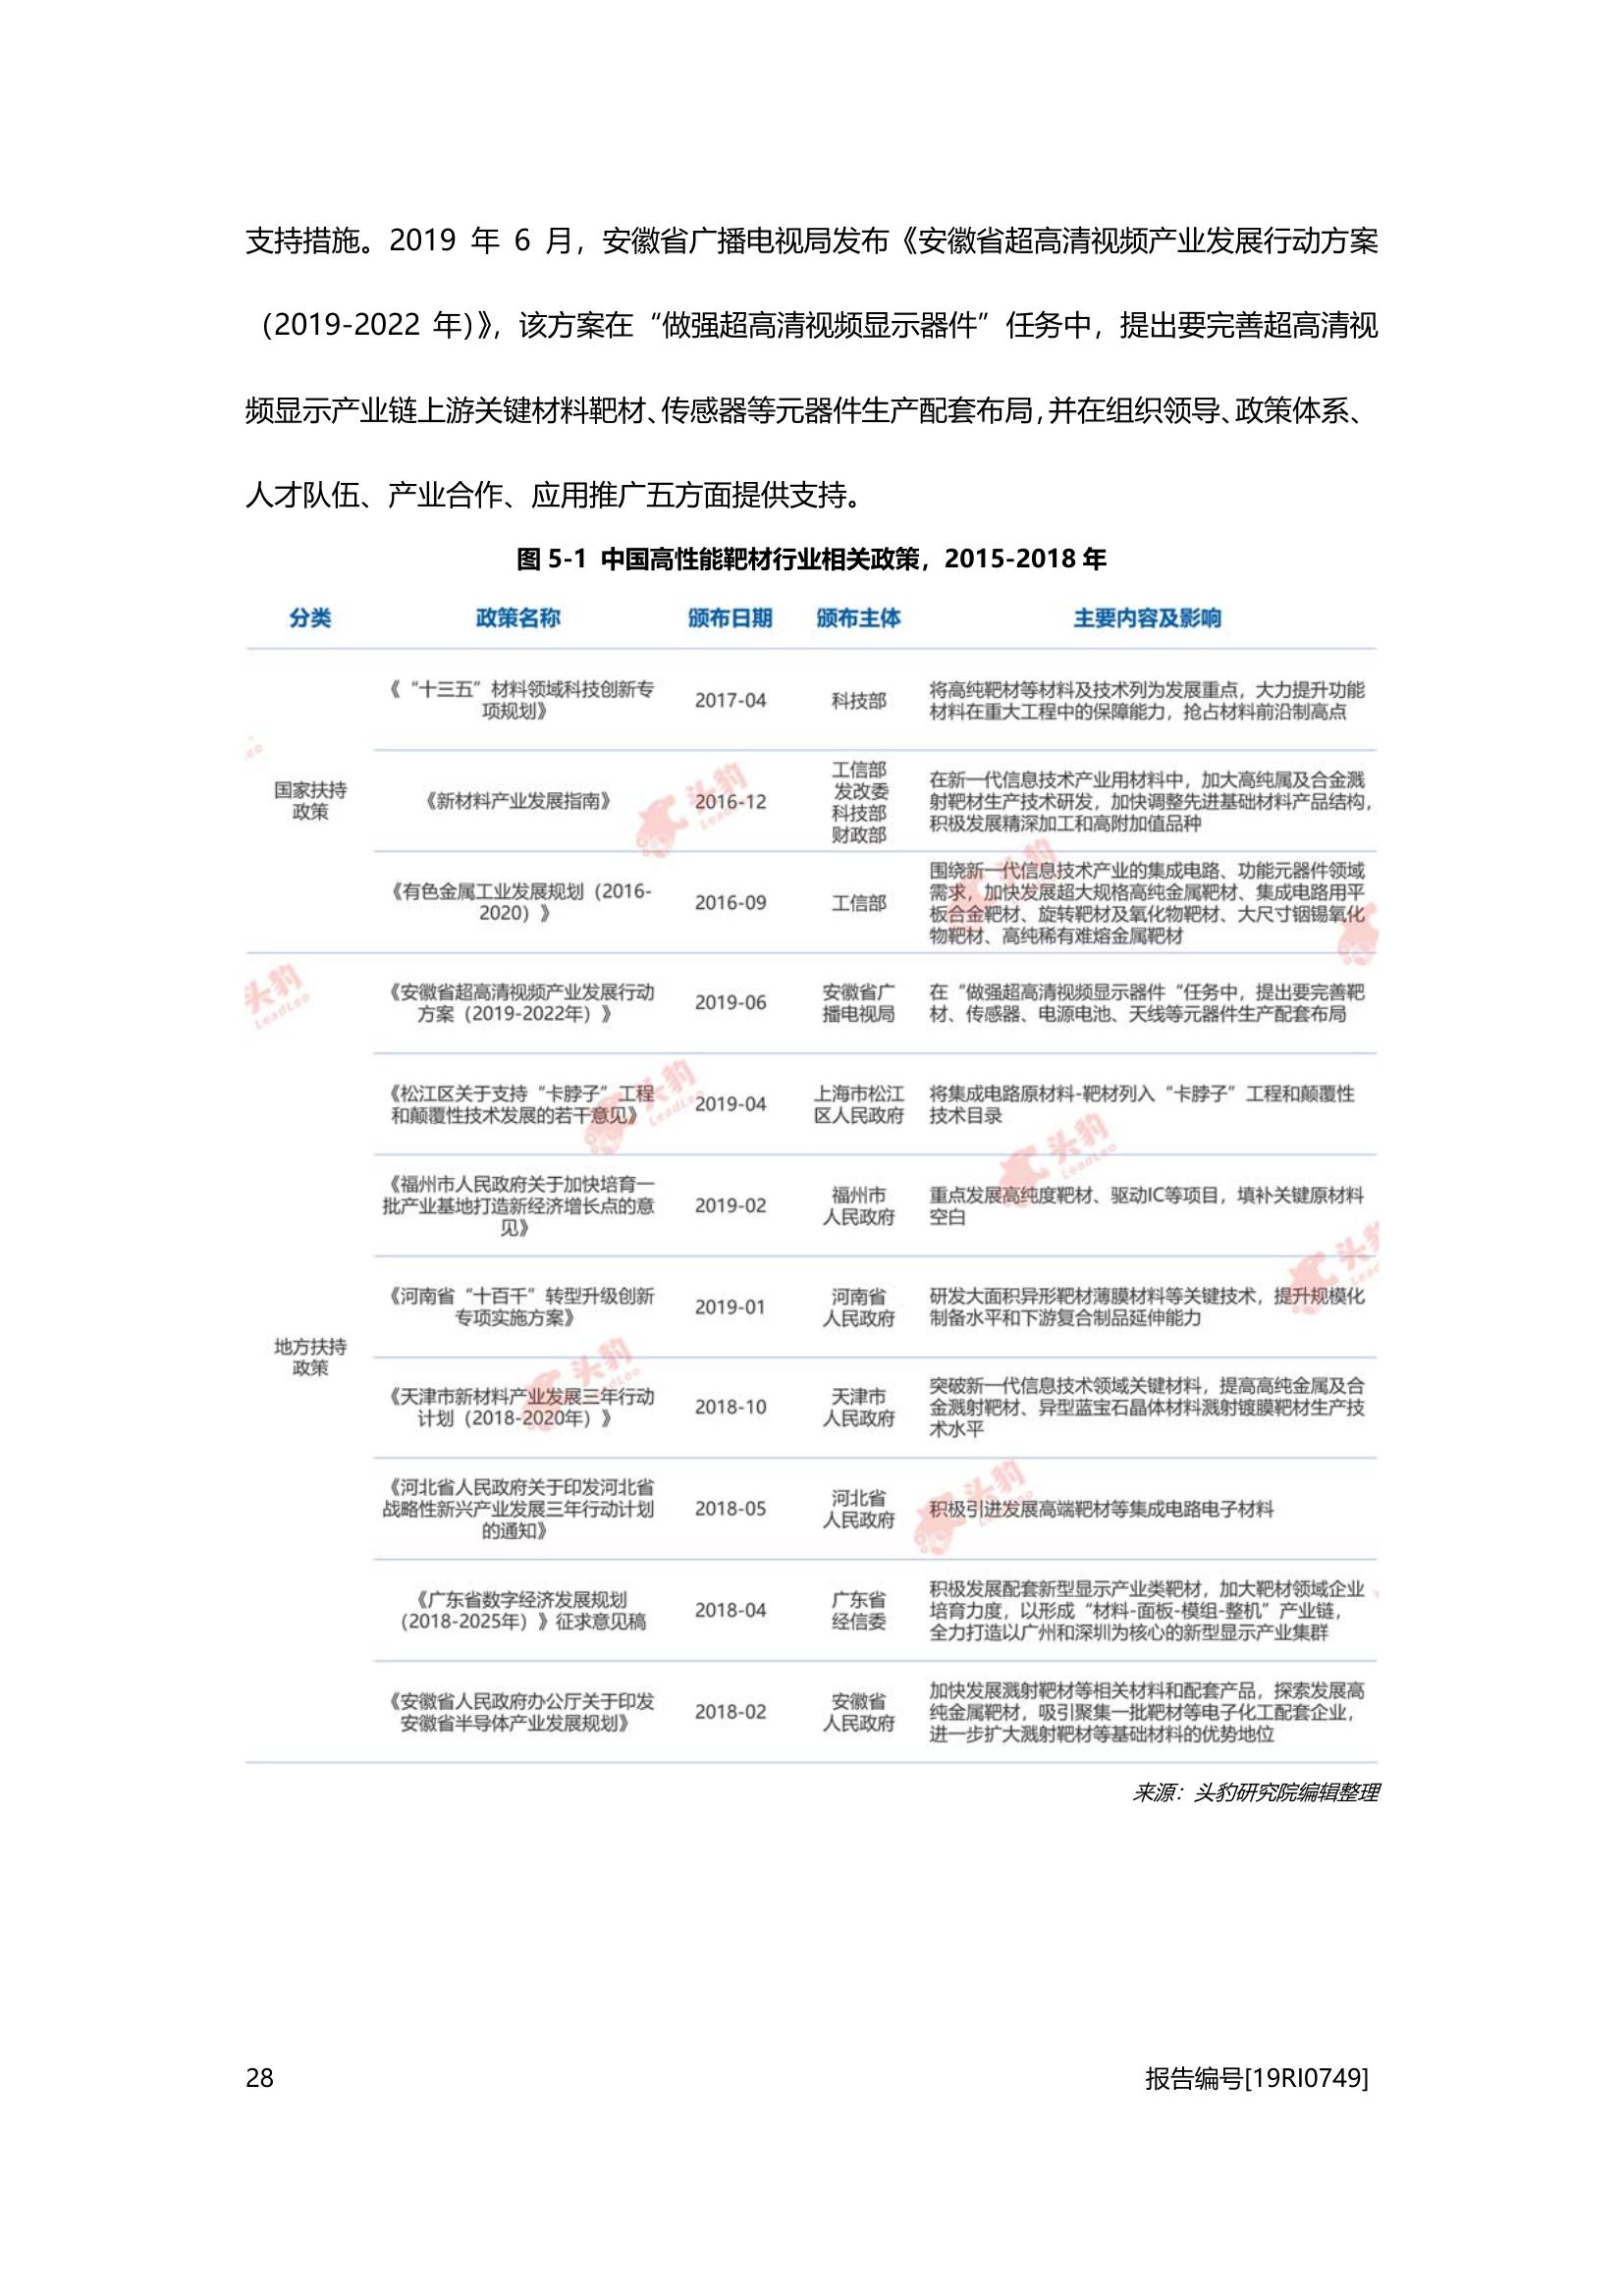 支持措施。2019 年 6 月，安徽省广播电视局发布《安徽省超高清视频产业发展行动方案
（2019-2022 年）》，该方案在“做强超高清视频显示器件”任务中，提出要完善超高清视
频显示产业链上游关键材料靶材、传感器等元器件生产配套布局，并在组织领导、政策体系、
人才队伍、产业合作、应用推广五方面提供支持。
图 5-1 中国高性能靶材行业相关政策，2015-2018 年
分类 政策名称 颁布日期 颁布主体 主要内容及影响
国家扶持
政策
《“十三五”材料领域科技创新专
项规划》
2017-04
科技部
将高纯靶材等材料及技术列为发展重点，大力提升功能
材料在重大工程中的保障能力，抢占材料前沿制高点
《新材料产业发展指南》
2016-12
工信部
发改委
科技部
财政部
在新一代信息技术产业用材料中，加大高纯属及合金溅
射靶材生产技术研发，加快调整先进基础材料产品结构，
积极发展精深加工和高附加值品种
《有色金属工业发展规划（2016-
2020）》
2016-09
工信部
围绕新一代信息技术产业的集成电路、功能元器件领域
需求，加快发展超大规格高纯金属靶材、集成电路用平
板合金靶材、旋转靶材及氧化物靶材、大尺寸铟锡氧化
物靶材、高纯稀有难熔金属靶材
地方扶持
政策
《安徽省超高清视频产业发展行动
方案（2019-2022年）》
2019-06
安徽省广
播电视局
在“做强超高清视频显示器件“任务中，提出要完善靶
材、传感器、电源电池、天线等元器件生产配套布局
《松江区关于支持“卡脖子”工程
和颠覆性技术发展的若干意见》
2019-04
上海市松江
区人民政府
将集成电路原材料-靶材列入“卡脖子”工程和颠覆性
技术目录
《福州市人民政府关于加快培育一
批产业基地打造新经济增长点的意
见》
2019-02
福州市
人民政府
重点发展高纯度靶材、驱动IC等项目，填补关键原材料
空白
《河南省“十百千”转型升级创新
专项实施方案》
2019-01
河南省
人民政府
研发大面积异形靶材薄膜材料等关键技术，提升规模化
制备水平和下游复合制品延伸能力
《天津市新材料产业发展三年行动
计划（2018-2020年）》
2018-10
天津市
人民政府
突破新一代信息技术领域关键材料，提高高纯金属及合
金溅射靶材、异型蓝宝石晶体材料溅射镀膜靶材生产技
术水平
《河北省人民政府关于印发河北省
战略性新兴产业发展三年行动计划
的通知》
2018-05
河北省
人民政府
积极引进发展高端靶材等集成电路电子材料
《广东省数字经济发展规划
（2018-2025年）》征求意见稿
2018-04
广东省
经信委
积极发展配套新型显示产业类靶材，加大靶材领域企业
培育力度，以形成“材料-面板-模组-整机”产业链，
全力打造以广州和深圳为核心的新型显示产业集群
《安徽省人民政府办公厅关于印发
安徽省半导体产业发展规划》
2018-02
安徽省
人民政府
加快发展溅射靶材等相关材料和配套产品，探索发展高
纯金属靶材，吸引聚集一批靶材等电子化工配套企业，
进一步扩大溅射靶材等基础材料的优势地位
来源：头豹研究院编辑整理
28
报告编号[19RI0749]
头豹
LeadLeo